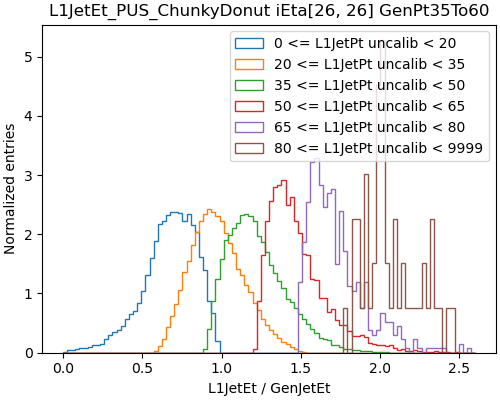 L1JetEt_PUS_ChunkyDonut iEta[26, 26] GenPt35To60
0 <= L1JetPt uncalib < 20
20 <= L1JetPt uncalib < 35
35 <= L1JetPt uncalib < 50
50 <= L1JetPt uncalib < 65
65 <= L1JetPt uncalib < 80
80 <= L1JetPt uncalib < 9999
Normalized entries
5
4
3
2
1
0
0.0 0.5 1.0 1.5 2.0 2.5
L1JetEt / GenJetEt